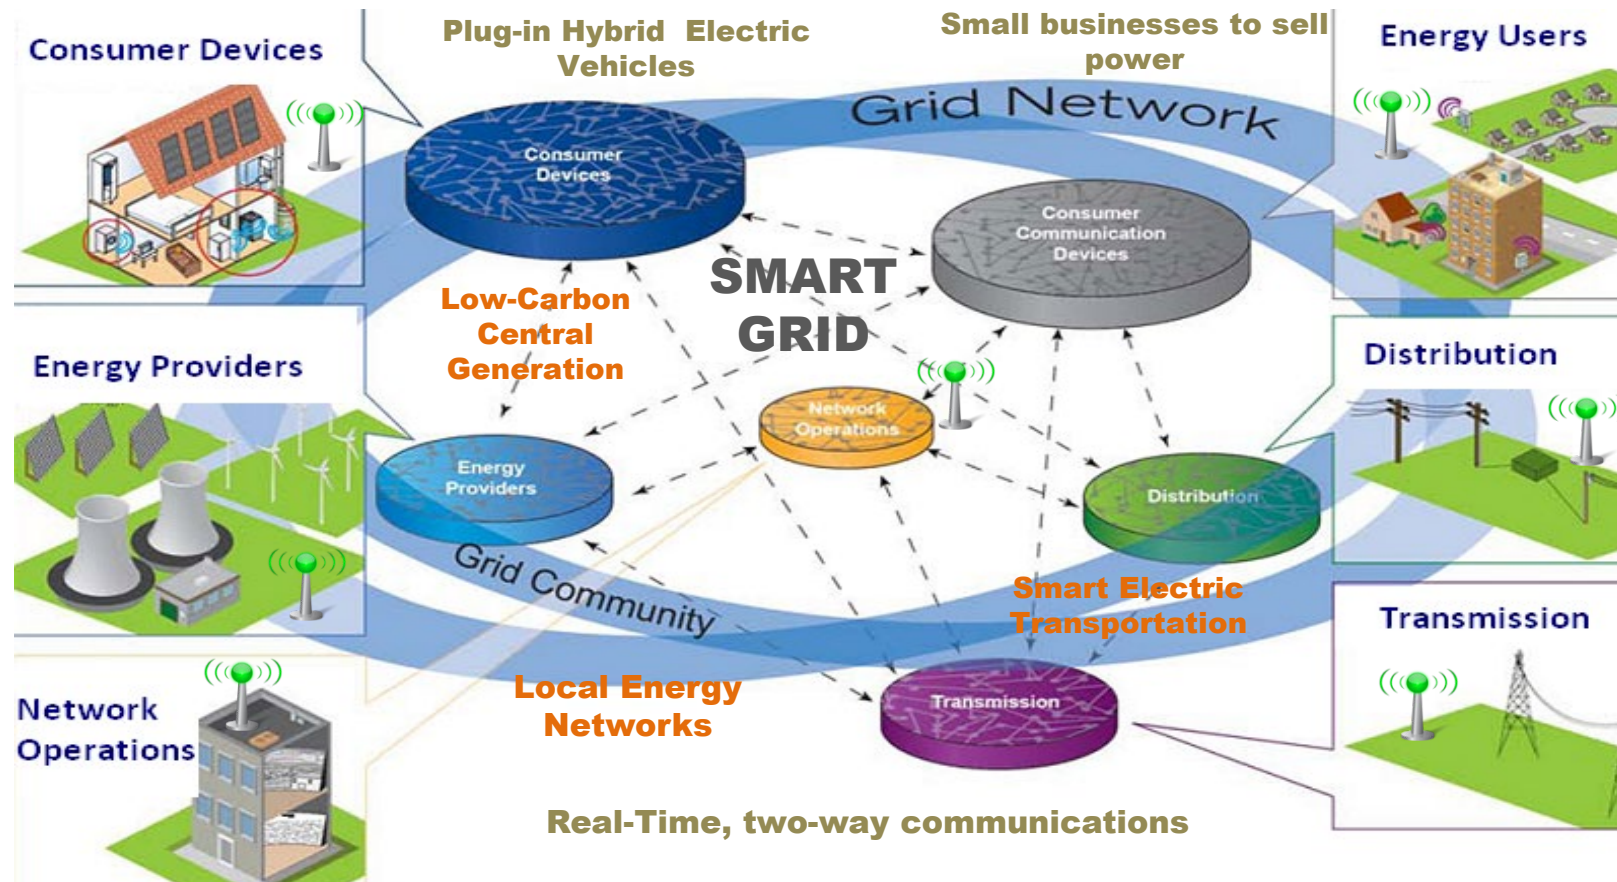 Consumer Devices
Plug-in Hybrid  Electric
Vehicles
Small businesses to sell
power
Energy Users
Grid Network
Consumer
Devices
Consumer
Communication
Devices
SMART
GRID
Low-Carbon
Central
Generation
Energy Providers
Distribution
Network
Operations
Energy
Providers
Distribution
Grid Community
Smart Electric
Transportation
Transmission
Local Energy
Networks
Transmission
Network
Operations
Real-Time, two-way communications